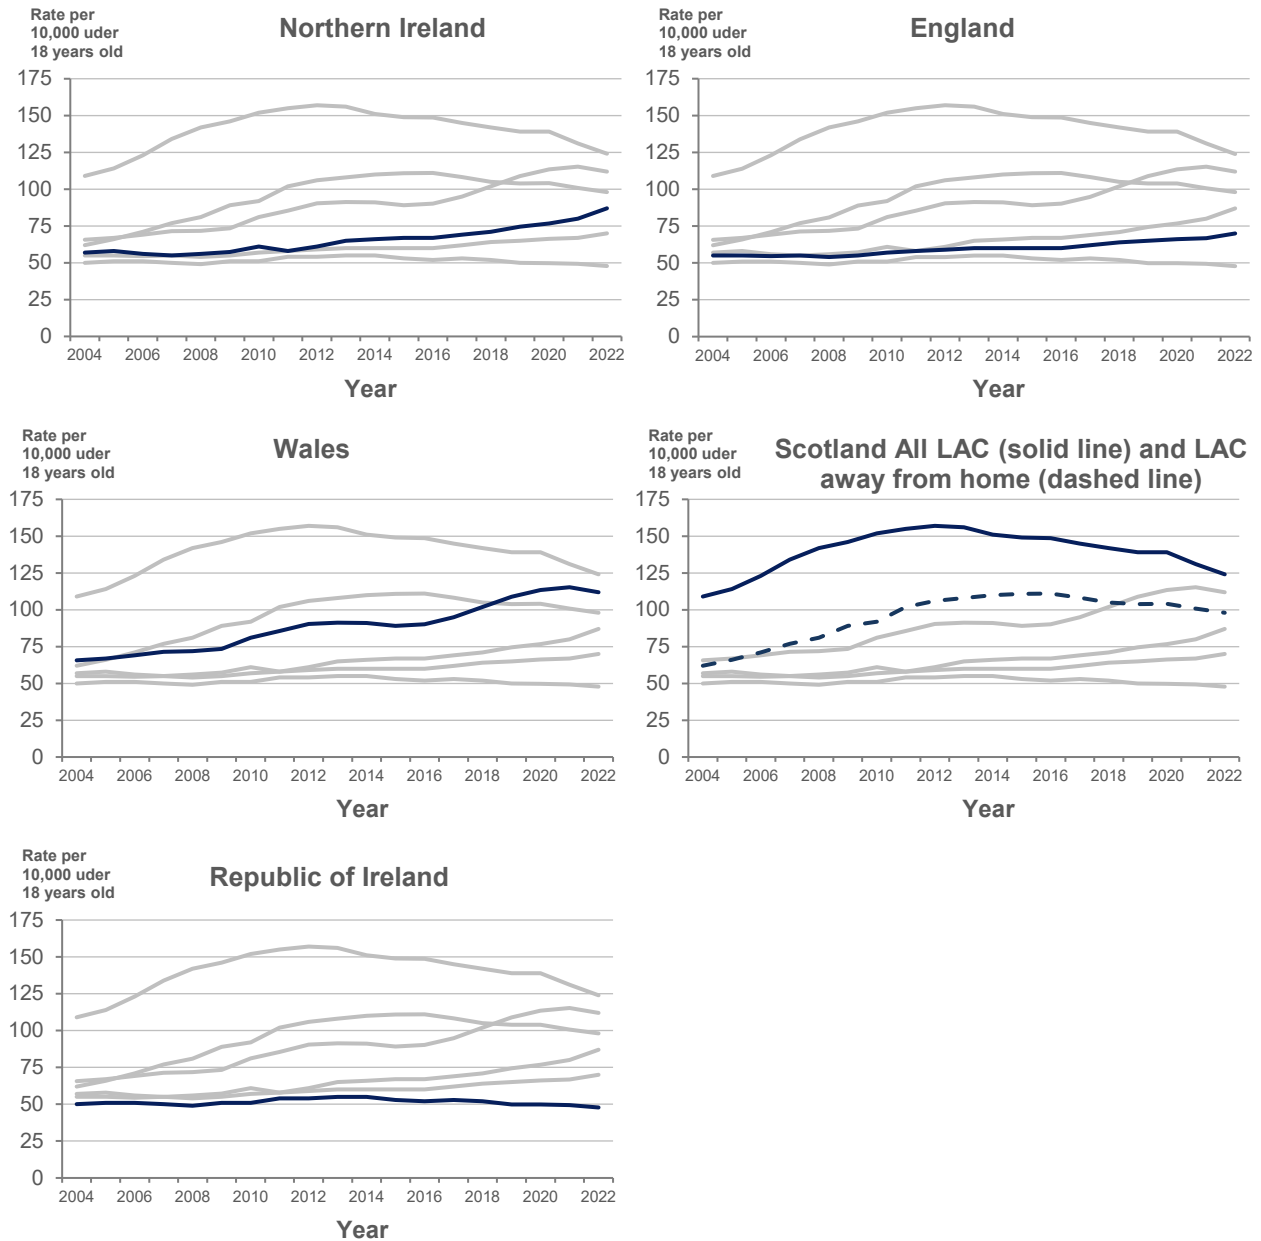 Rate per
10,000 uder
18 years old
Northern Ireland
175
150
125
100
75
50
25
0
2004 2006 2008 2010 2012 2014 2016 2018 2020 2022
Year
Rate per
10,000 uder
18 years old
England
175
150
125
100
75
50
25
0
2004 2006 2008 2010 2012 2014 2016 2018 2020 2022
Year
Rate per
10,000 uder
18 years old
Wales
175
150
125
100
75
50
25
0
2004 2006 2008 2010 2012 2014 2016 2018 2020 2022
Year
Rate per
10,000 uder
18 years old
Scotland All LAC (solid line) and LAC
away from home (dashed line)
175
150
125
100
75
50
25
0
2004 2006 2008 2010 2012 2014 2016 2018 2020 2022
Year
Rate per
10,000 uder
18 years old
Republic of Ireland
175
150
125
100
75
50
25
0
2004 2006 2008 2010 2012 2014 2016 2018 2020 2022
Year